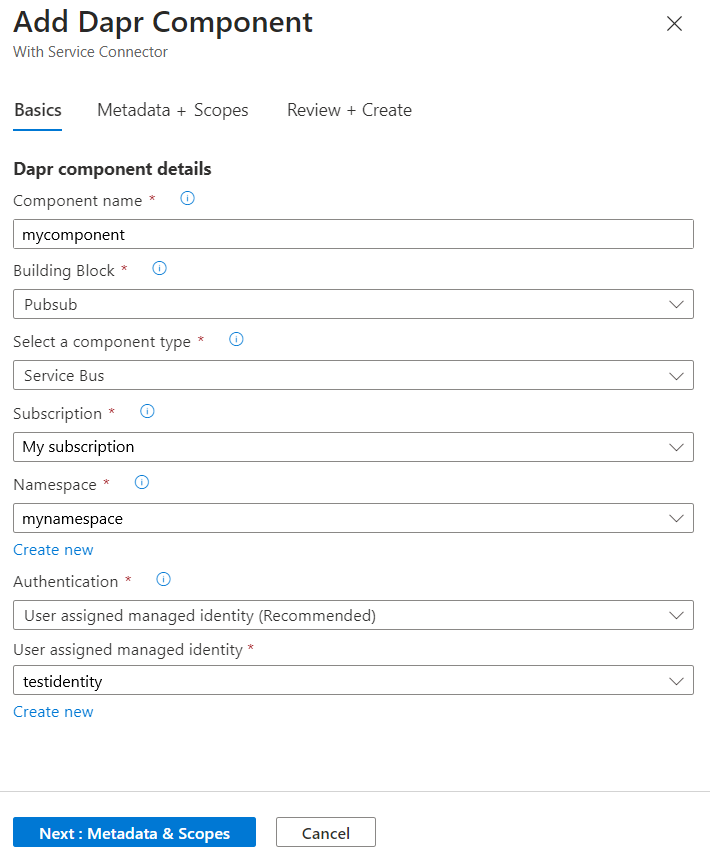 Add Dapr Component
With Service Connector
Basics Metadata + Scopes Review + Create
Dapr component details
Component name *
mycomponent
Building Block *
Pubsub
Select a component type *
Service Bus
Subscription *
My subscription
Namespace *
mynamespace
Create new
Authentication *
User assigned managed identity (Recommended)
User assigned managed identity *
testidentity
Create new
Next : Metadata & Scopes Cancel